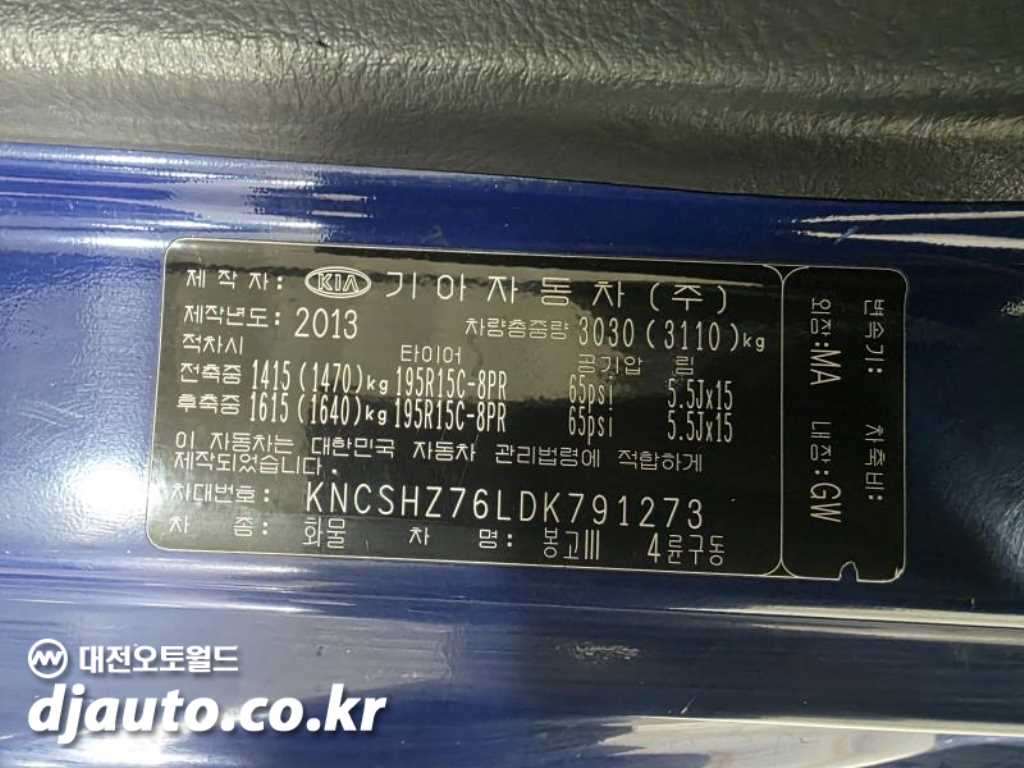 제 작 자: KIA 기아자동차(주)
제작년도: 2013 차량총중량 3030 (3110)kg
적차시 타이어 공기압 림
전축중 1415(1470)kg 195R15C-8PR 65psi 5.5Jx15
후축중 1615(1640)kg 195R15C-8PR 65psi 5.5Jx15
이 자동차는 대한민국 자동차 관리법령에 적합하게
제작되었습니다.
차대번호: KNCSHZ76LDK791273
차 종: 화물 차 명: 봉고III 4륜구동
변속기: 차축비:
외장:MA 내장:GW
대전오토월드
djauto.co.kr